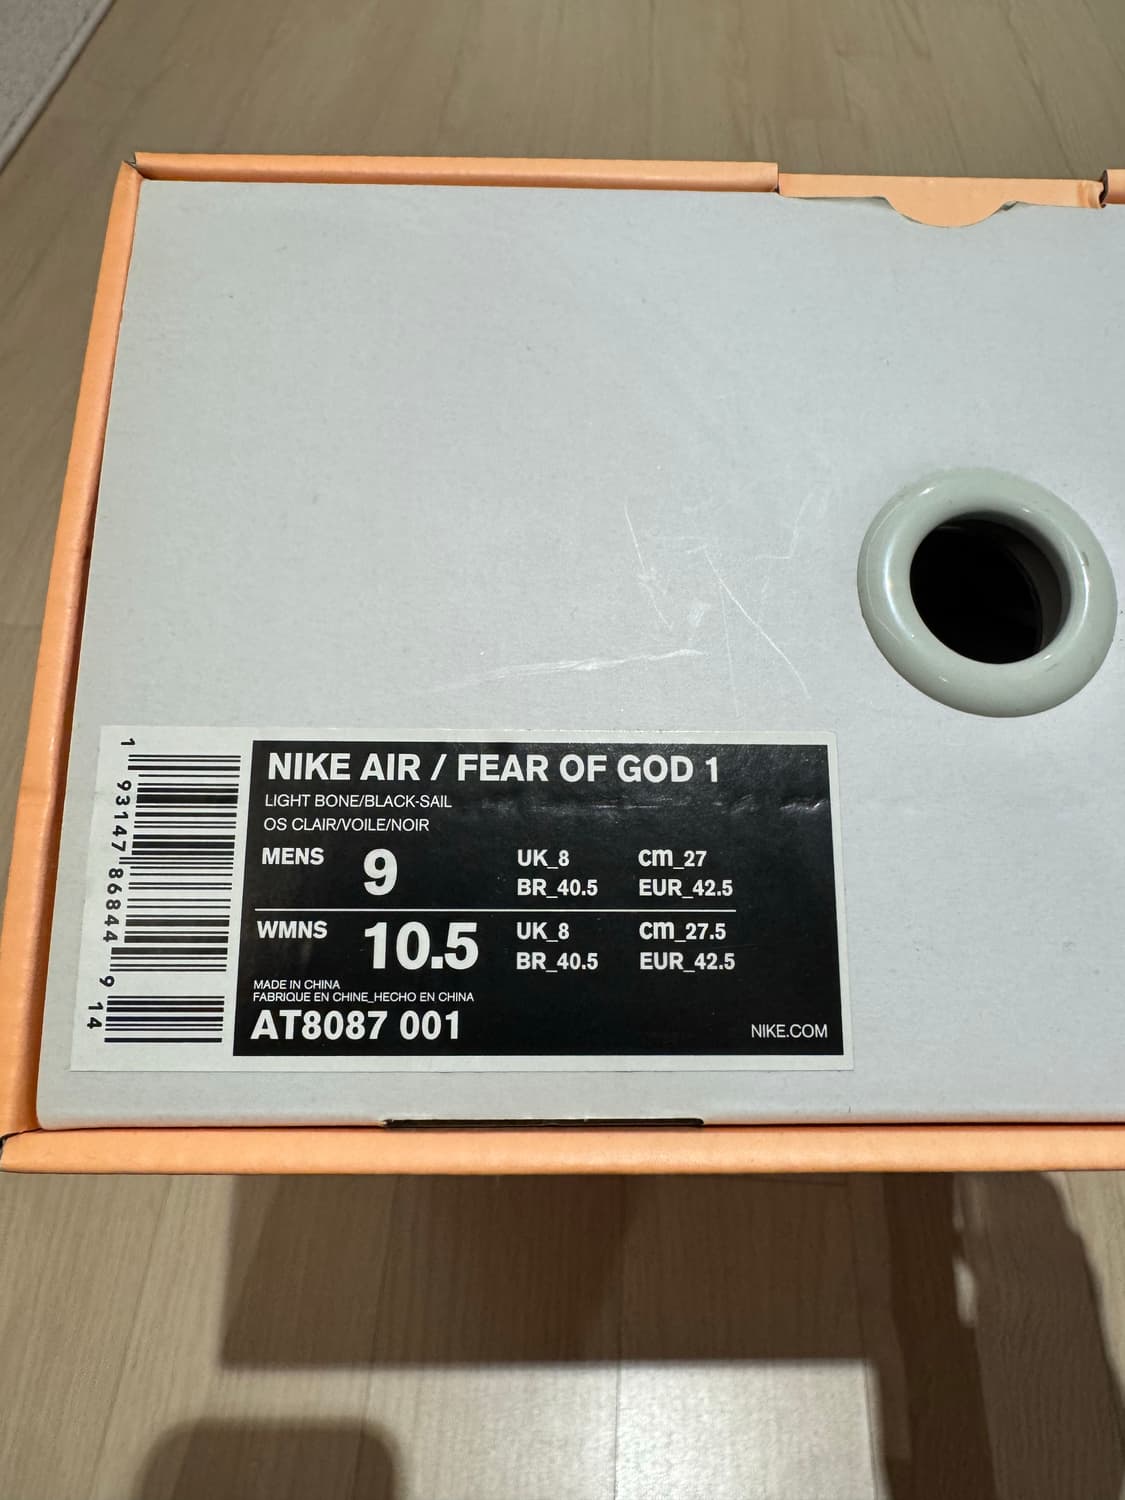 NIKE AIR / FEAR OF GOD 1
LIGHT BONE/BLACK-SAIL
OS CLAIR/VOILE/NOIR
MENS 9 UK_8 cm_27
BR_40.5 EUR_42.5
WMNS 10.5 UK_8 cm_27.5
BR_40.5 EUR_42.5
MADE IN CHINA
FABRIQUE EN CHINE_HECHO EN CHINA
AT8087 001 NIKE.COM
1 93147 86844 9 14